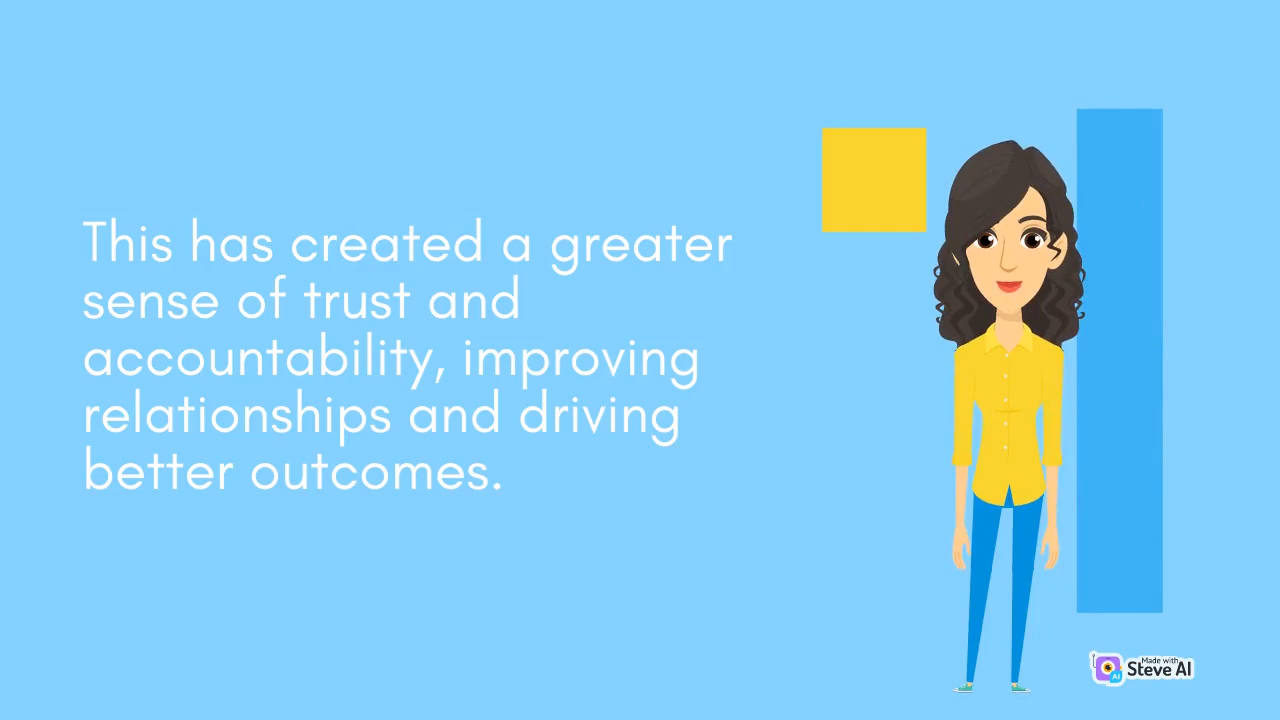 This has created a greater
sense of trust and
accountability, improving
relationships and driving
better outcomes.
Made with
Steve AI
AI